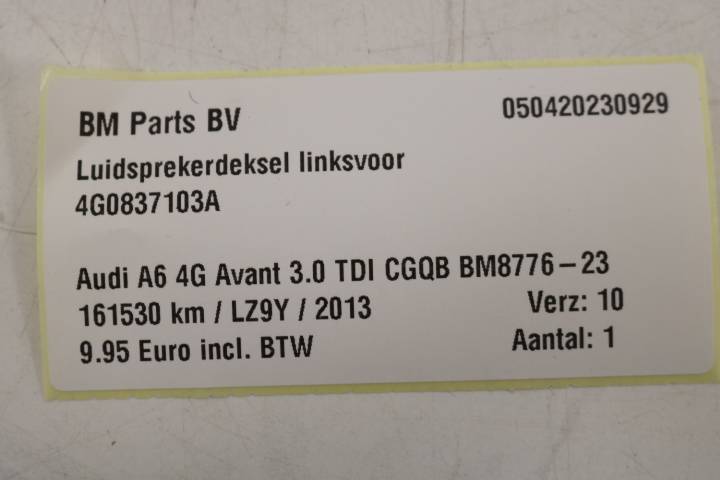 BM Parts BV 050420230929
Luidsprekerdeksel linksvoor
4G0837103A
Audi A6 4G Avant 3.0 TDI CGQB BM8776-23
161530 km / LZ9Y / 2013 Verz: 10
9.95 Euro incl. BTW Aantal: 1